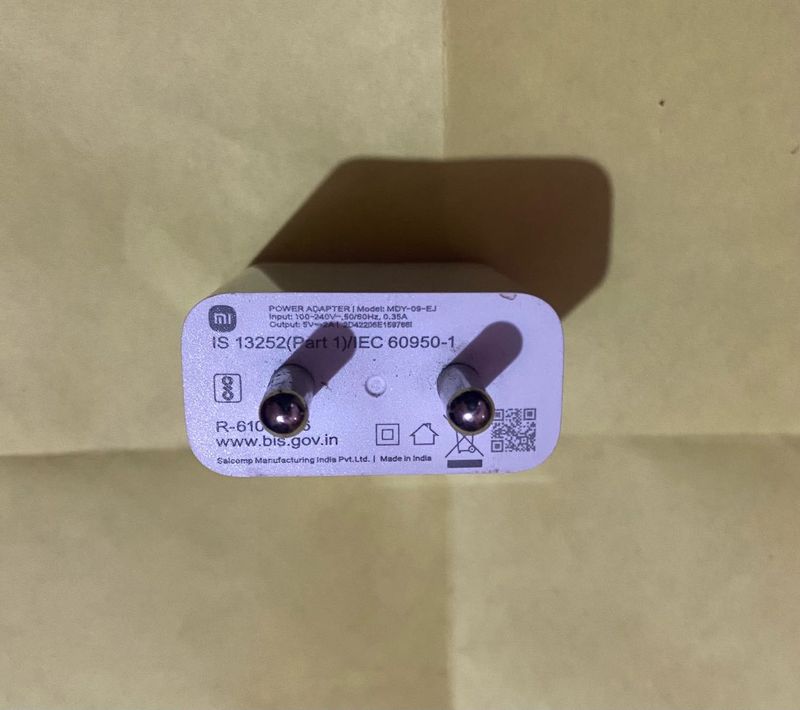 mi
POWER ADAPTER | Model: MDY-09-EJ
Input: 100-240V~,50/60Hz, 0.35A
Output: 5V⎓2A |
IS 13252(Part 1)/IEC 60950-1
www.bis.gov.in
Salcomp Manufacturing India Pvt.Ltd. | Made in India